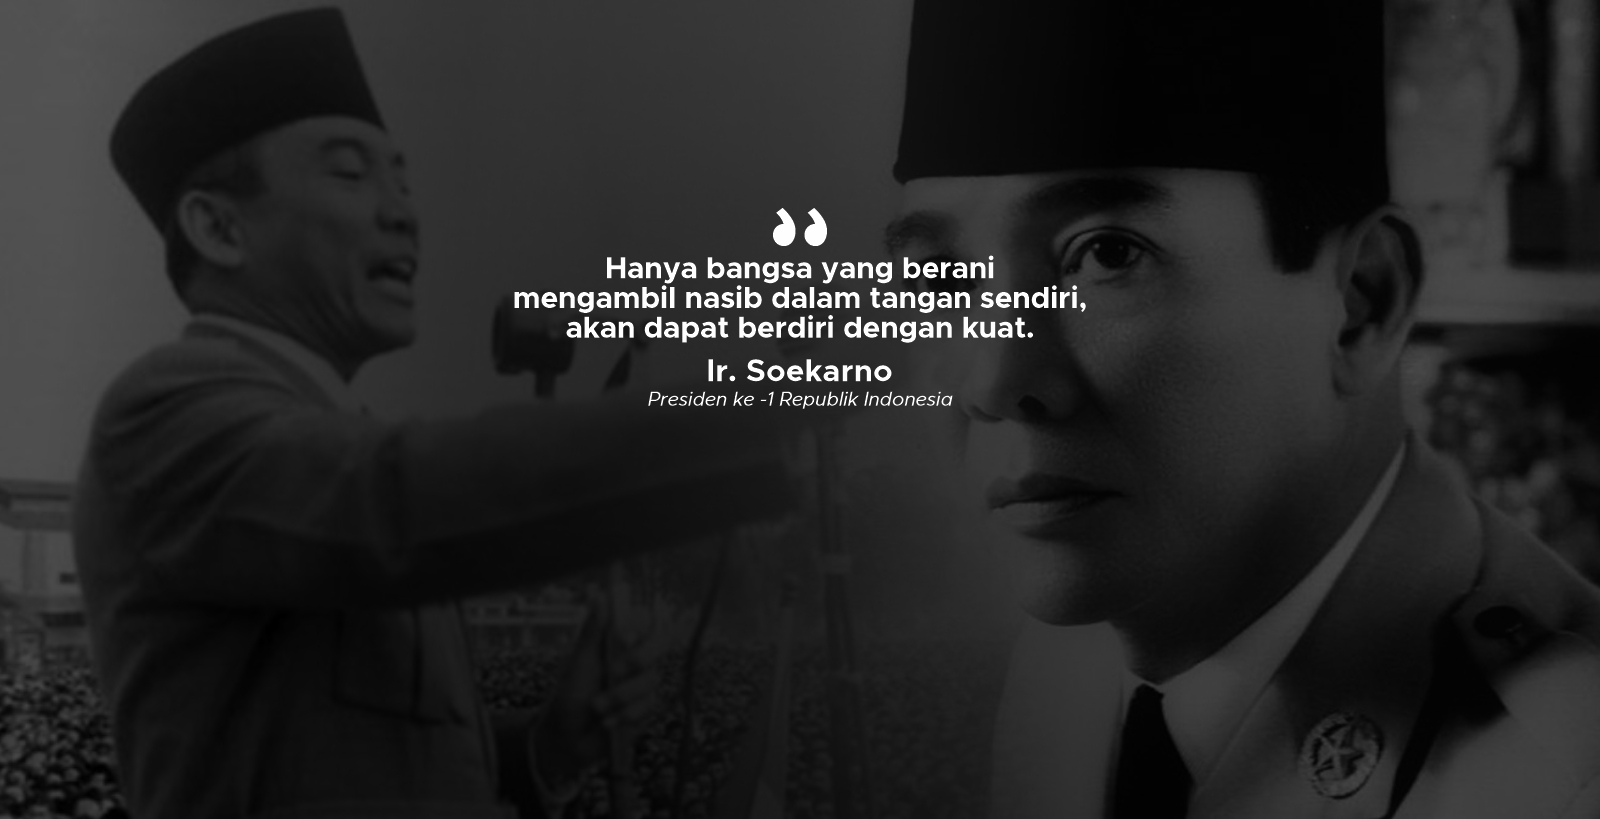 Hanya bangsa yang berani
mengambil nasib dalam tangan sendiri,
akan dapat berdiri dengan kuat.
Ir. Soekarno
Presiden ke -1 Republik Indonesia